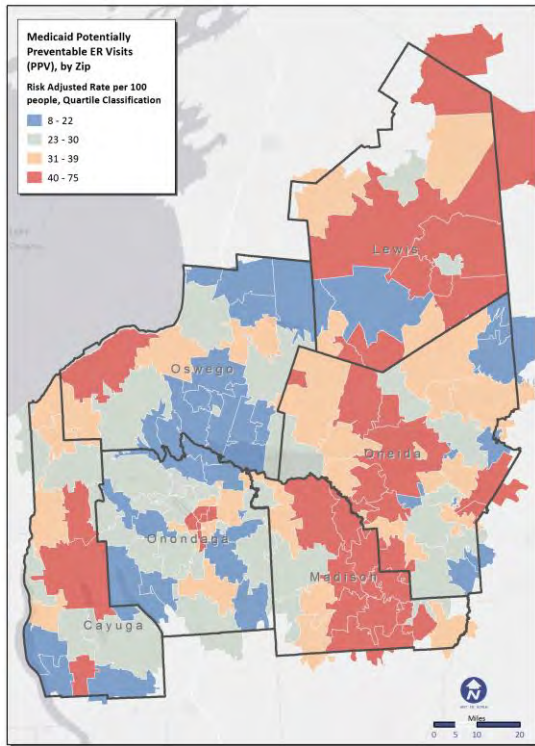 Medicaid Potentially
Preventable ER Visits
(PPV), by Zip
Risk Adjusted Rate per 100
people, Quartile Classification
8 - 22
23 - 30
31 - 39
40 - 75
Lewis
Oswego
Oneida
Onondaga
Madison
Cayuga
N
Miles
0 5 10 20